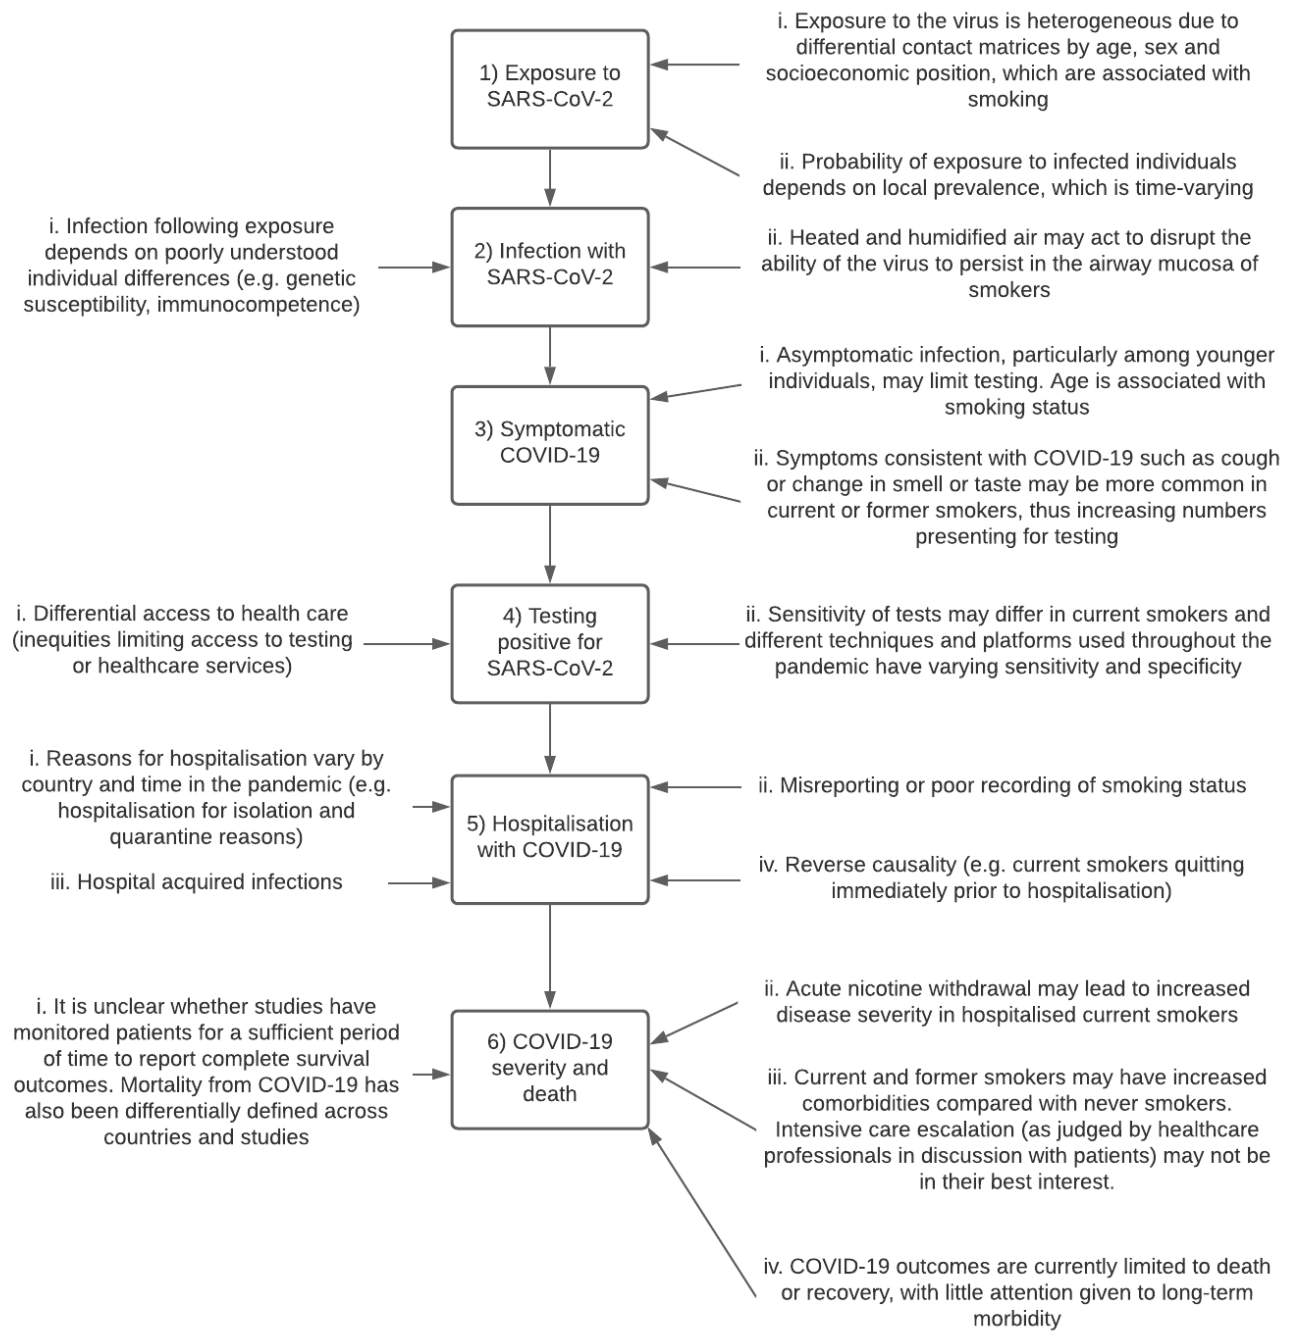 1) Exposure to
SARS-CoV-2
i. Exposure to the virus is heterogeneous due to
differential contact matrices by age, sex and
socioeconomic position, which are associated with
smoking
ii. Probability of exposure to infected individuals
depends on local prevalence, which is time-varying
i. Infection following exposure
depends on poorly understood
individual differences (e.g. genetic
susceptibility, immunocompetence)
2) Infection with
SARS-CoV-2
ii. Heated and humidified air may act to disrupt the
ability of the virus to persist in the airway mucosa of
smokers
3) Symptomatic
COVID-19
i. Asymptomatic infection, particularly among younger
individuals, may limit testing. Age is associated with
smoking status
ii. Symptoms consistent with COVID-19 such as cough
or change in smell or taste may be more common in
current or former smokers, thus increasing numbers
presenting for testing
i. Differential access to health care
(inequities limiting access to testing
or healthcare services)
4) Testing
positive for
SARS-CoV-2
ii. Sensitivity of tests may differ in current smokers and
different techniques and platforms used throughout the
pandemic have varying sensitivity and specificity
i. Reasons for hospitalisation vary by
country and time in the pandemic (e.g.
hospitalisation for isolation and
quarantine reasons)
iii. Hospital acquired infections
5) Hospitalisation
with COVID-19
ii. Misreporting or poor recording of smoking status
iv. Reverse causality (e.g. current smokers quitting
immediately prior to hospitalisation)
i. It is unclear whether studies have
monitored patients for a sufficient period
of time to report complete survival
outcomes. Mortality from COVID-19 has
also been differentially defined across
countries and studies
6) COVID-19
severity and
death
ii. Acute nicotine withdrawal may lead to increased
disease severity in hospitalised current smokers
iii. Current and former smokers may have increased
comorbidities compared with never smokers.
Intensive care escalation (as judged by healthcare
professionals in discussion with patients) may not be
in their best interest.
iv. COVID-19 outcomes are currently limited to death
or recovery, with little attention given to long-term
morbidity